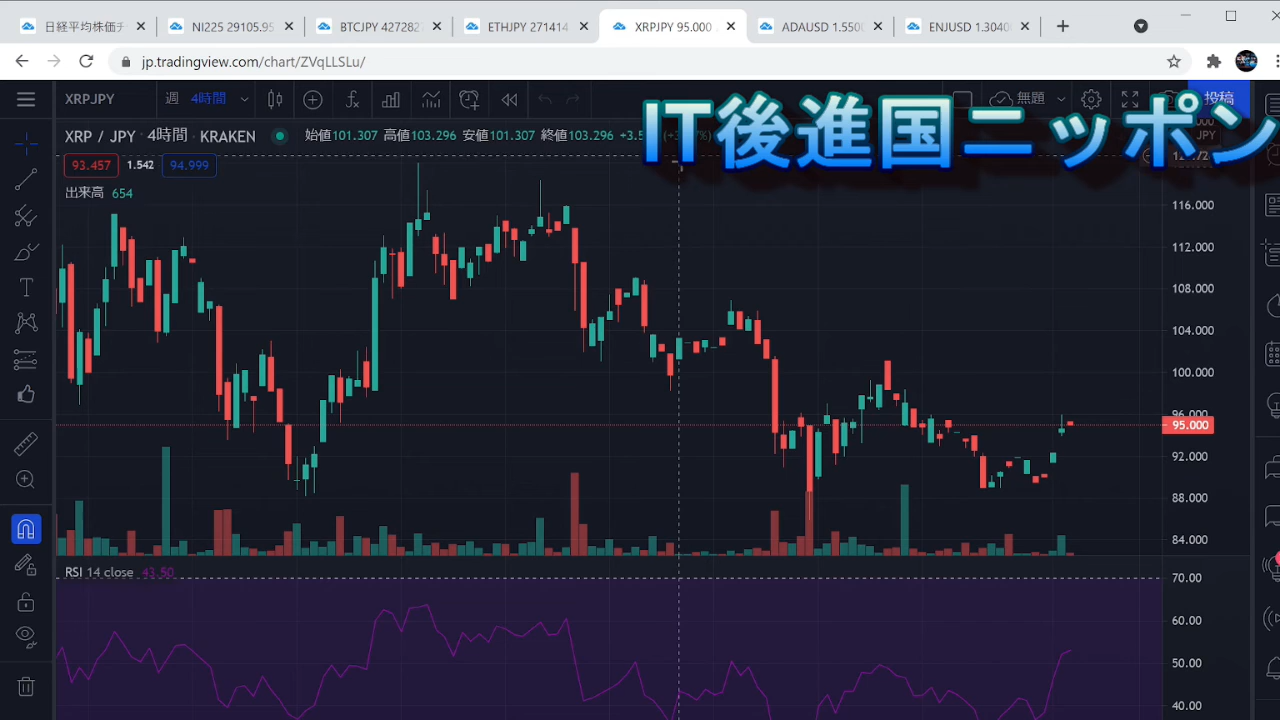 日経平均株価チ
NI225 29105.95
BTCJPY 4272827
ETHJPY 271414
XRPJPY 95.000
ADAUSD 1.5500
ENJUSD 1.3040
jp.tradingview.com/chart/ZVqLLSLu/
XRPJPY 週 4時間 無題 投稿
IT後進国ニッポン
XRP / JPY · 4時間 · KRAKEN 始値101.307 高値103.296 安値101.307 終値103.296
JPY
93.457 1.542 94.999
出来高 654
116.000
112.000
108.000
104.000
100.000
96.000
95.000
92.000
88.000
84.000
RSI 14 close 43.50
70.00
60.00
50.00
40.00